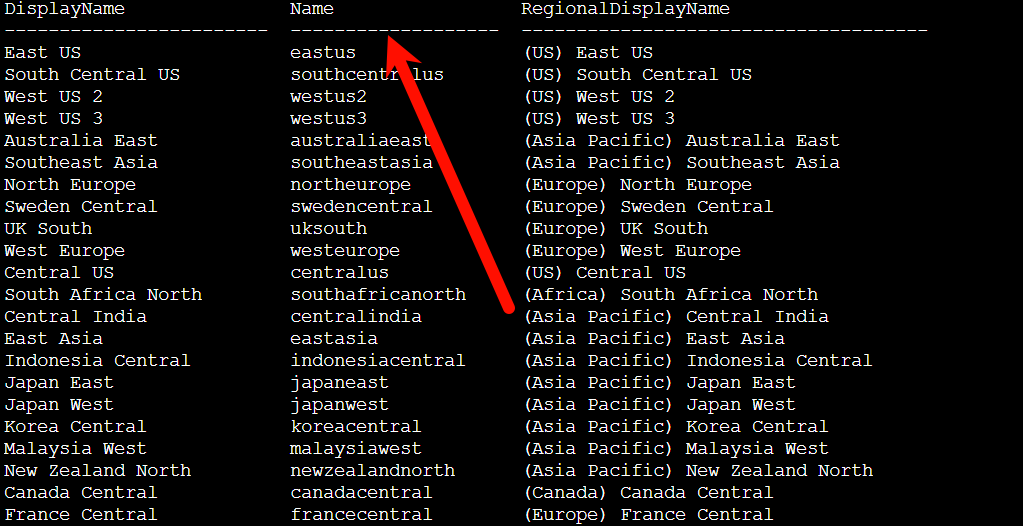 DisplayName Name RegionalDisplayName
------------------------ ------------------- -------------------------------------
East US eastus (US) East US
South Central US southcentralus (US) South Central US
West US 2 westus2 (US) West US 2
West US 3 westus3 (US) West US 3
Australia East australiaeast (Asia Pacific) Australia East
Southeast Asia southeastasia (Asia Pacific) Southeast Asia
North Europe northeurope (Europe) North Europe
Sweden Central swedencentral (Europe) Sweden Central
UK South uksouth (Europe) UK South
West Europe westeurope (Europe) West Europe
Central US centralus (US) Central US
South Africa North southafricanorth (Africa) South Africa North
Central India centralindia (Asia Pacific) Central India
East Asia eastasia (Asia Pacific) East Asia
Indonesia Central indonesiacentral (Asia Pacific) Indonesia Central
Japan East japaneast (Asia Pacific) Japan East
Japan West japanwest (Asia Pacific) Japan West
Korea Central koreacentral (Asia Pacific) Korea Central
Malaysia West malaysiawest (Asia Pacific) Malaysia West
New Zealand North newzealandnorth (Asia Pacific) New Zealand North
Canada Central canadacentral (Canada) Canada Central
France Central francecentral (Europe) France Central